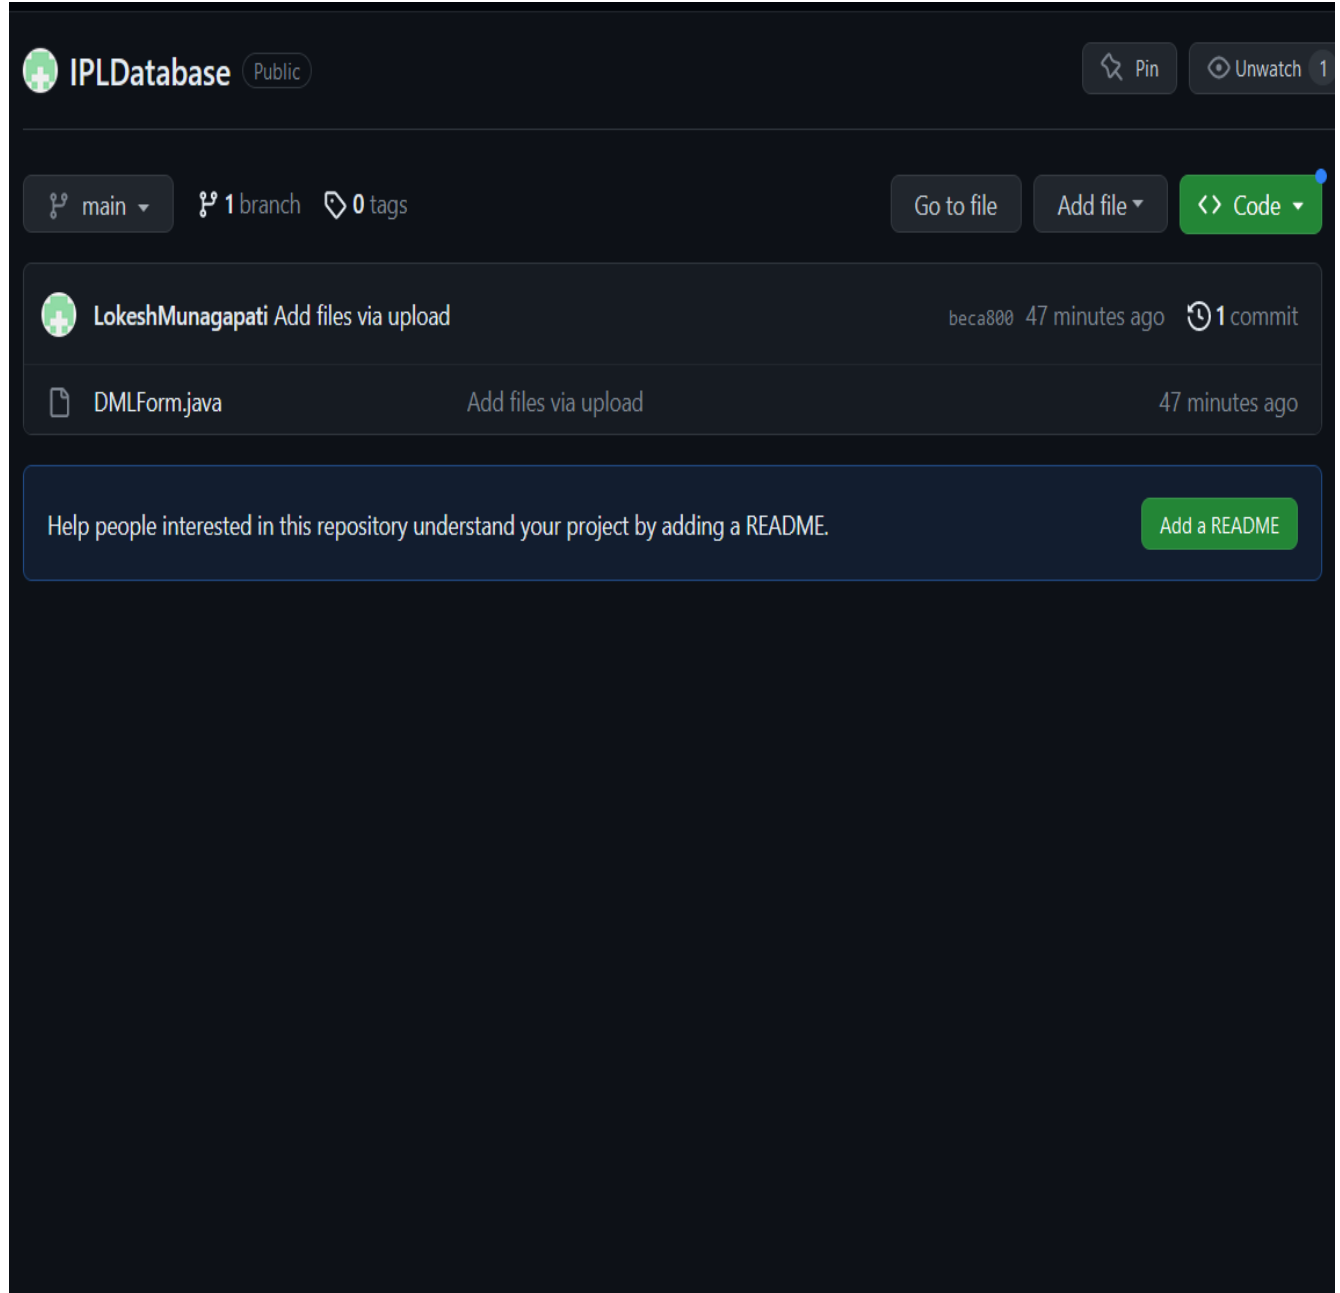 IPLDatabase Public Pin Unwatch 1
main 1 branch 0 tags Go to file Add file Code
LokeshMunagapati Add files via upload beca800 47 minutes ago 1 commit
DMLForm.java Add files via upload 47 minutes ago
Help people interested in this repository understand your project by adding a README. Add a README